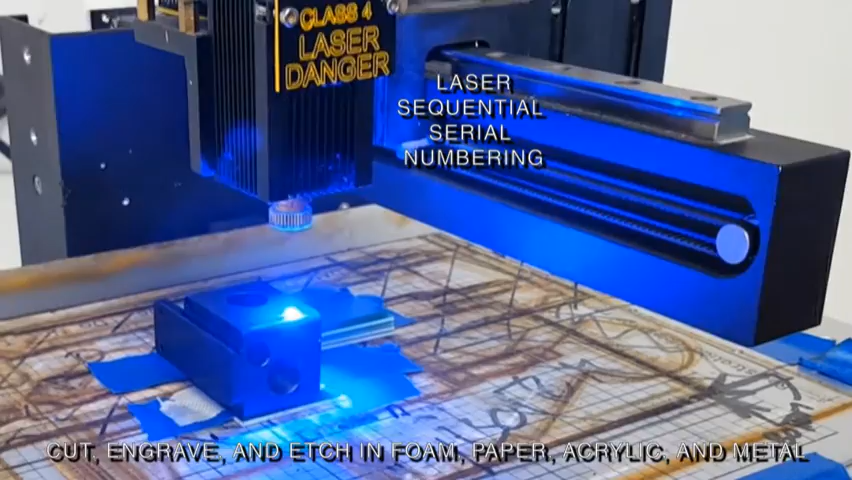 CLASS 4
LASER
DANGER
LASER
SEQUENTIAL
SERIAL
NUMBERING
CUT, ENGRAVE, AND ETCH IN FOAM, PAPER, ACRYLIC, AND METAL